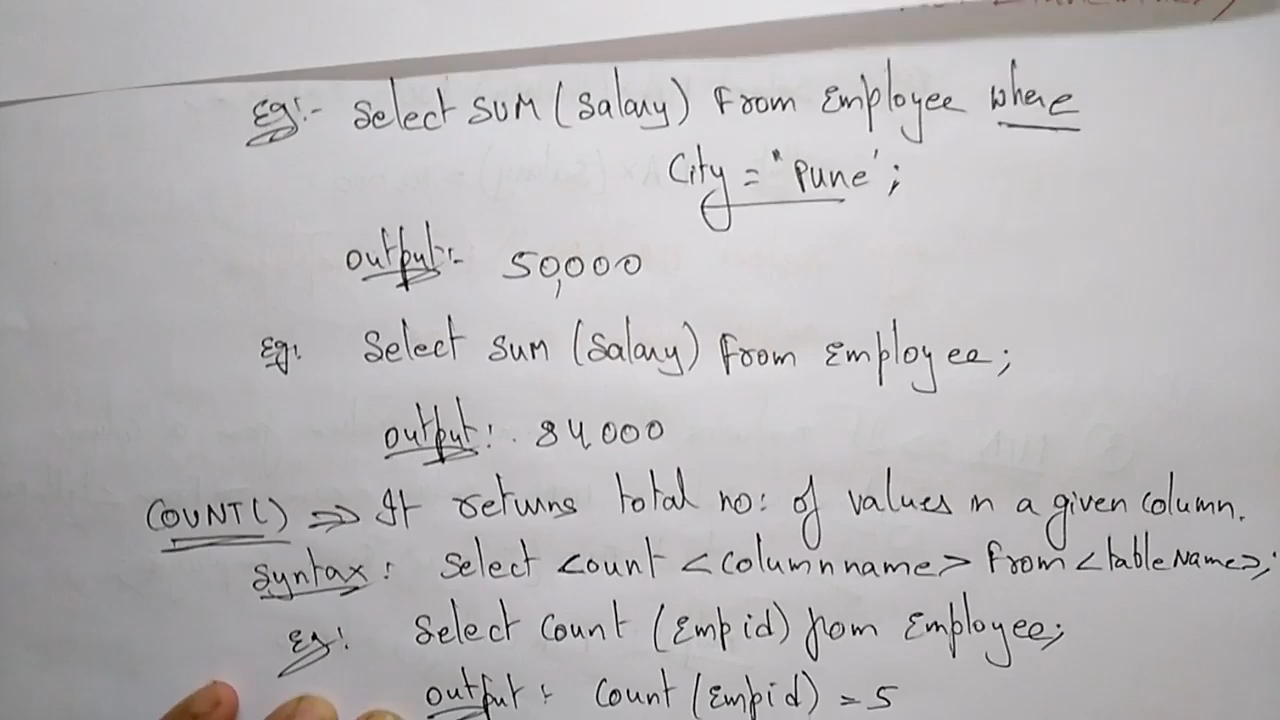 Eg:- Select SUM (Salary) From Employee where
City = "Pune';
output:- 50,000
Eg: Select SUM (Salary) From Employee;
output: 84,000
COUNT() ⇒ It returns total no: of values in a given column.
Syntax: Select count <columnname> From <tableName>;
Eg: Select Count (Empid) from Employee;
output: Count (Empid) = 5